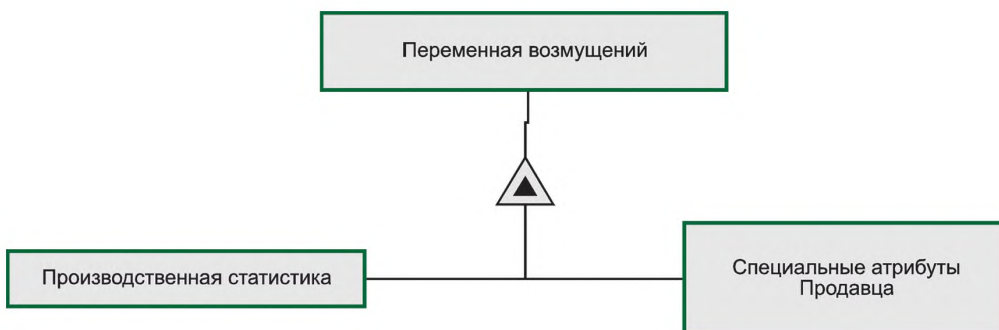 Переменная возмущений
Производственная статистика
Специальные атрибуты
Продавца